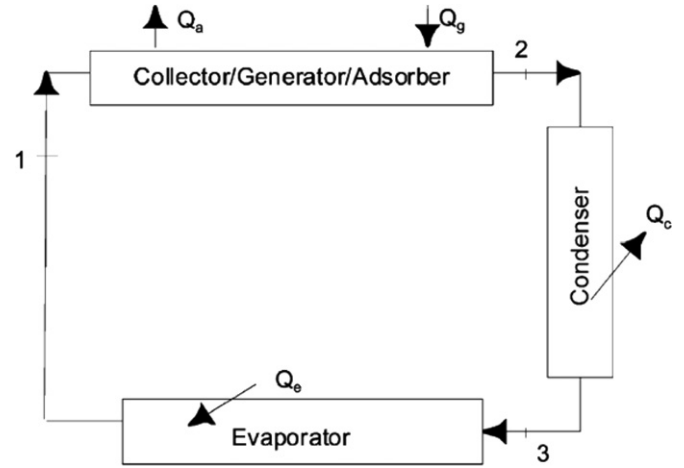 Qa
Qg
Collector/Generator/Adsorber
2
1
Condenser
Qc
Qe
Evaporator
3